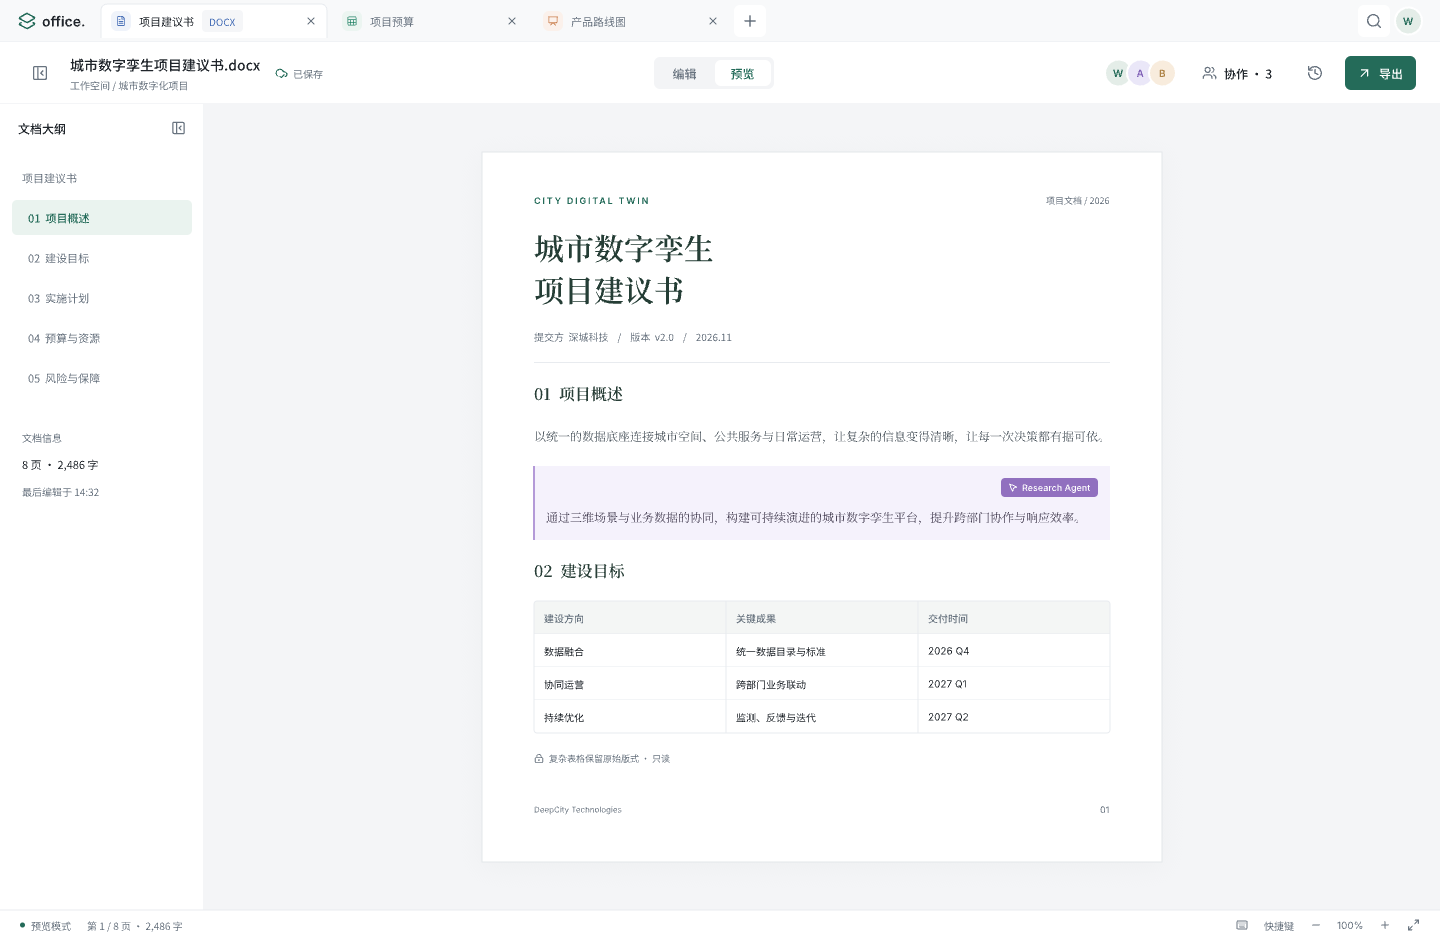 office.
项目建议书 DOCX
项目预算
产品路线图
W
城市数字孪生项目建议书.docx
已保存
工作空间 / 城市数字化项目
编辑 预览
W A B
协作 · 3
导出
文档大纲
项目建议书
01 项目概述
02 建设目标
03 实施计划
04 预算与资源
05 风险与保障
文档信息
8 页 · 2,486 字
最后编辑于 14:32
CITY DIGITAL TWIN
项目文档 / 2026
城市数字孪生
项目建议书
提交方 深城科技 / 版本 v2.0 / 2026.11
01 项目概述
以统一的数据底座连接城市空间、公共服务与日常运营，让复杂的信息变得清晰，让每一次决策都有据可依。
Research Agent
通过三维场景与业务数据的协同，构建可持续演进的城市数字孪生平台，提升跨部门协作与响应效率。
02 建设目标
建设方向 关键成果 交付时间
数据融合 统一数据目录与标准 2026 Q4
协同运营 跨部门业务联动 2027 Q1
持续优化 监测、反馈与迭代 2027 Q2
复杂表格保留原始版式 · 只读
DeepCity Technologies
01
预览模式 第 1 / 8 页 · 2,486 字
快捷键 − 100% +